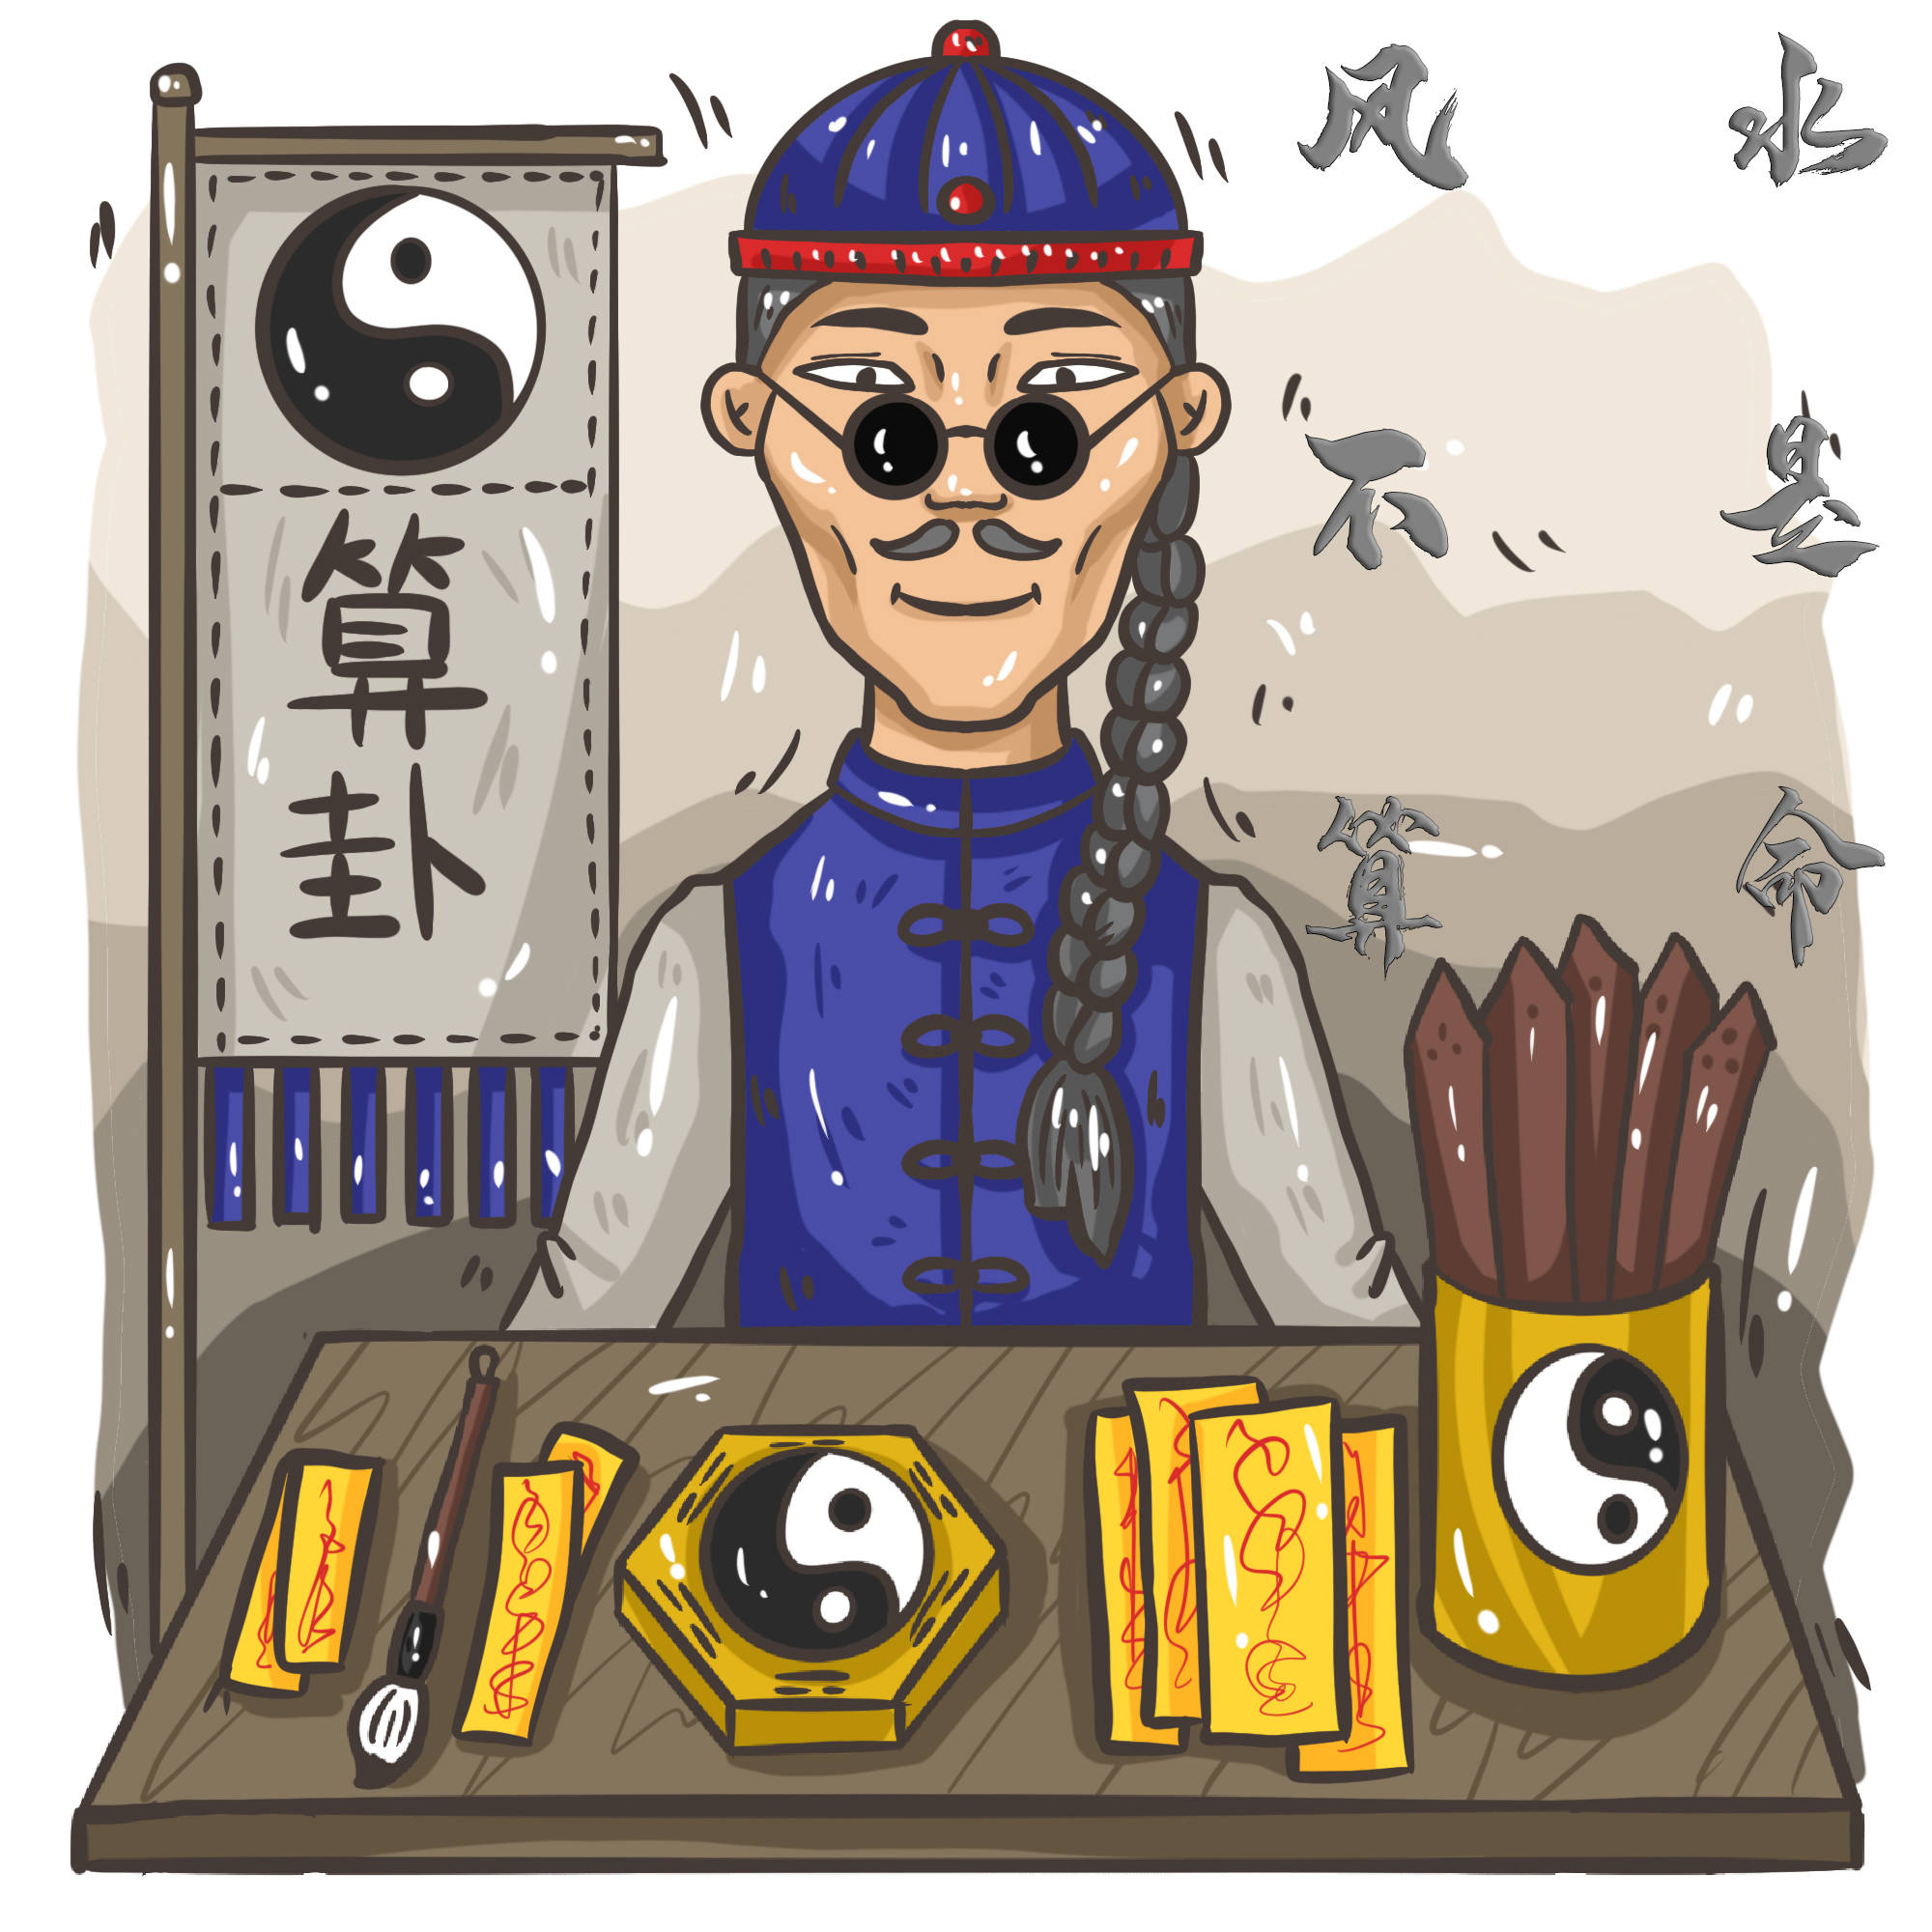 算
卦
风 水
不 是
算 命